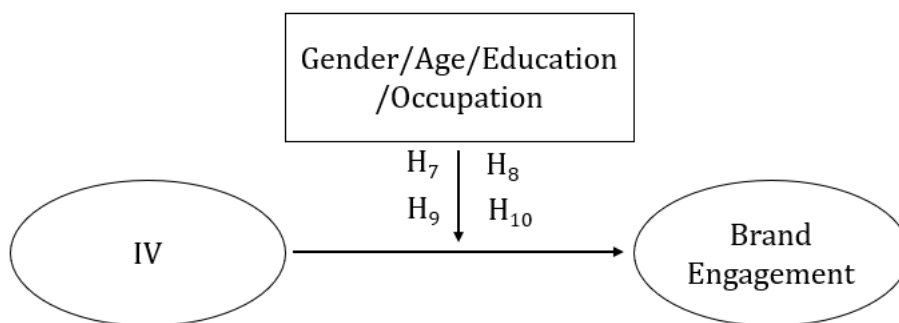 Gender/Age/Education
/Occupation
H₇ H₈
H₉ H₁₀
IV
Brand
Engagement